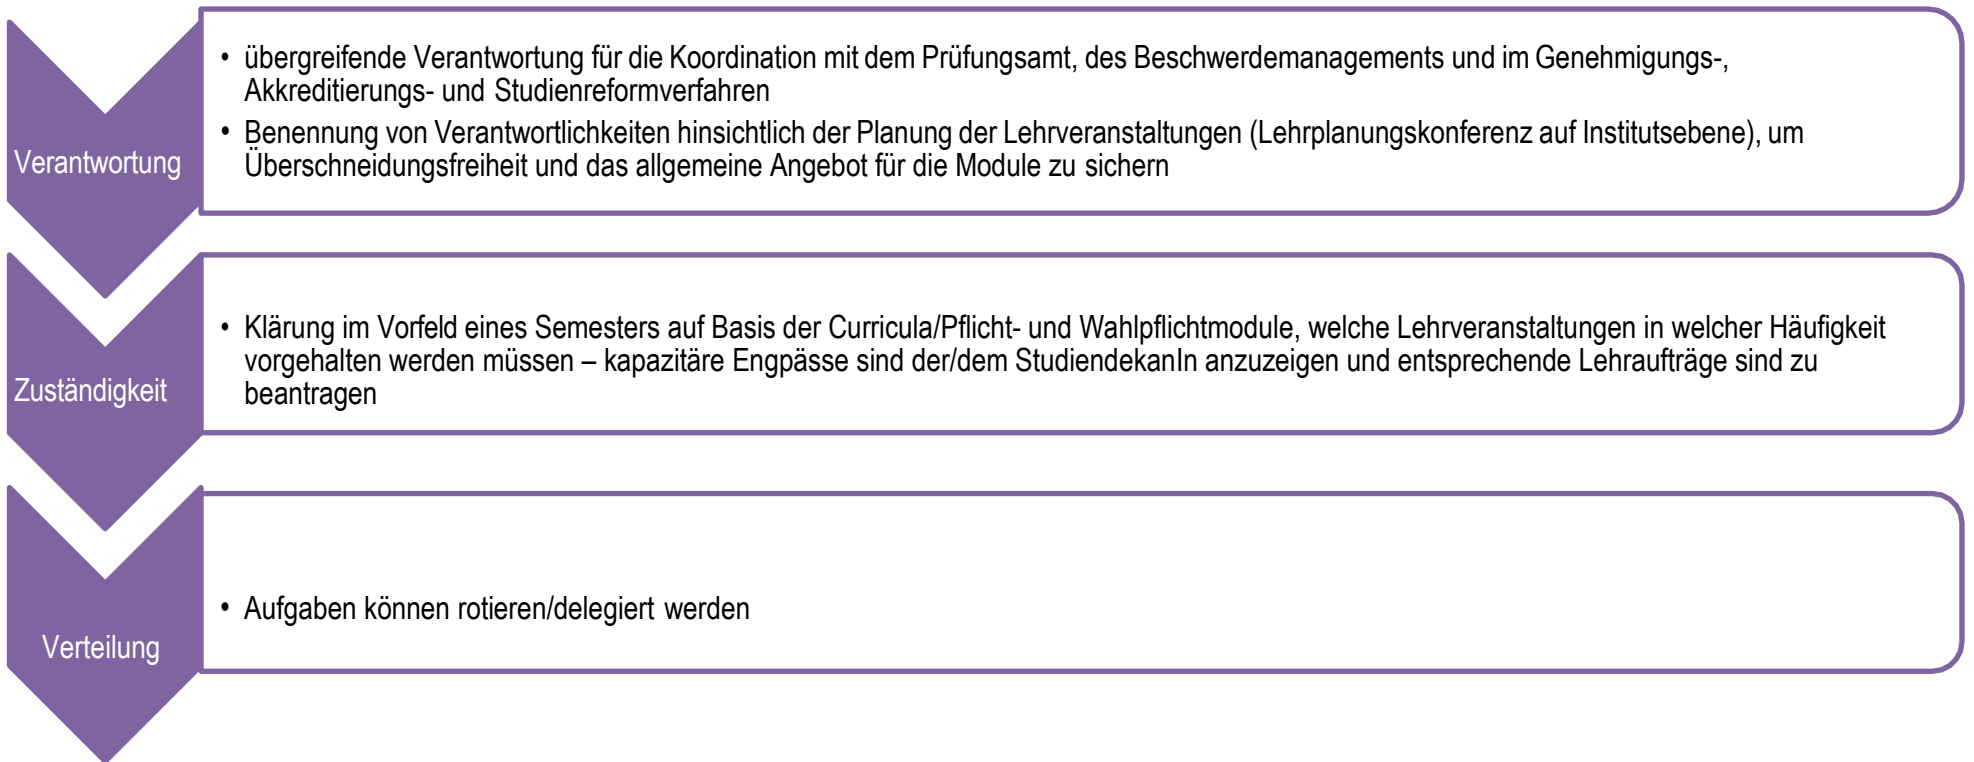 Verantwortung
• übergreifende Verantwortung für die Koordination mit dem Prüfungsamt, des Beschwerdemanagements und im Genehmigungs-,
Akkreditierungs- und Studienreformverfahren
• Benennung von Verantwortlichkeiten hinsichtlich der Planung der Lehrveranstaltungen (Lehrplanungskonferenz auf Institutsebene), um
Überschneidungsfreiheit und das allgemeine Angebot für die Module zu sichern
Zuständigkeit
• Klärung im Vorfeld eines Semesters auf Basis der Curricula/Pflicht- und Wahlpflichtmodule, welche Lehrveranstaltungen in welcher Häufigkeit
vorgehalten werden müssen – kapazitäre Engpässe sind der/dem StudiendekanIn anzuzeigen und entsprechende Lehraufträge sind zu
beantragen
Verteilung
• Aufgaben können rotieren/delegiert werden